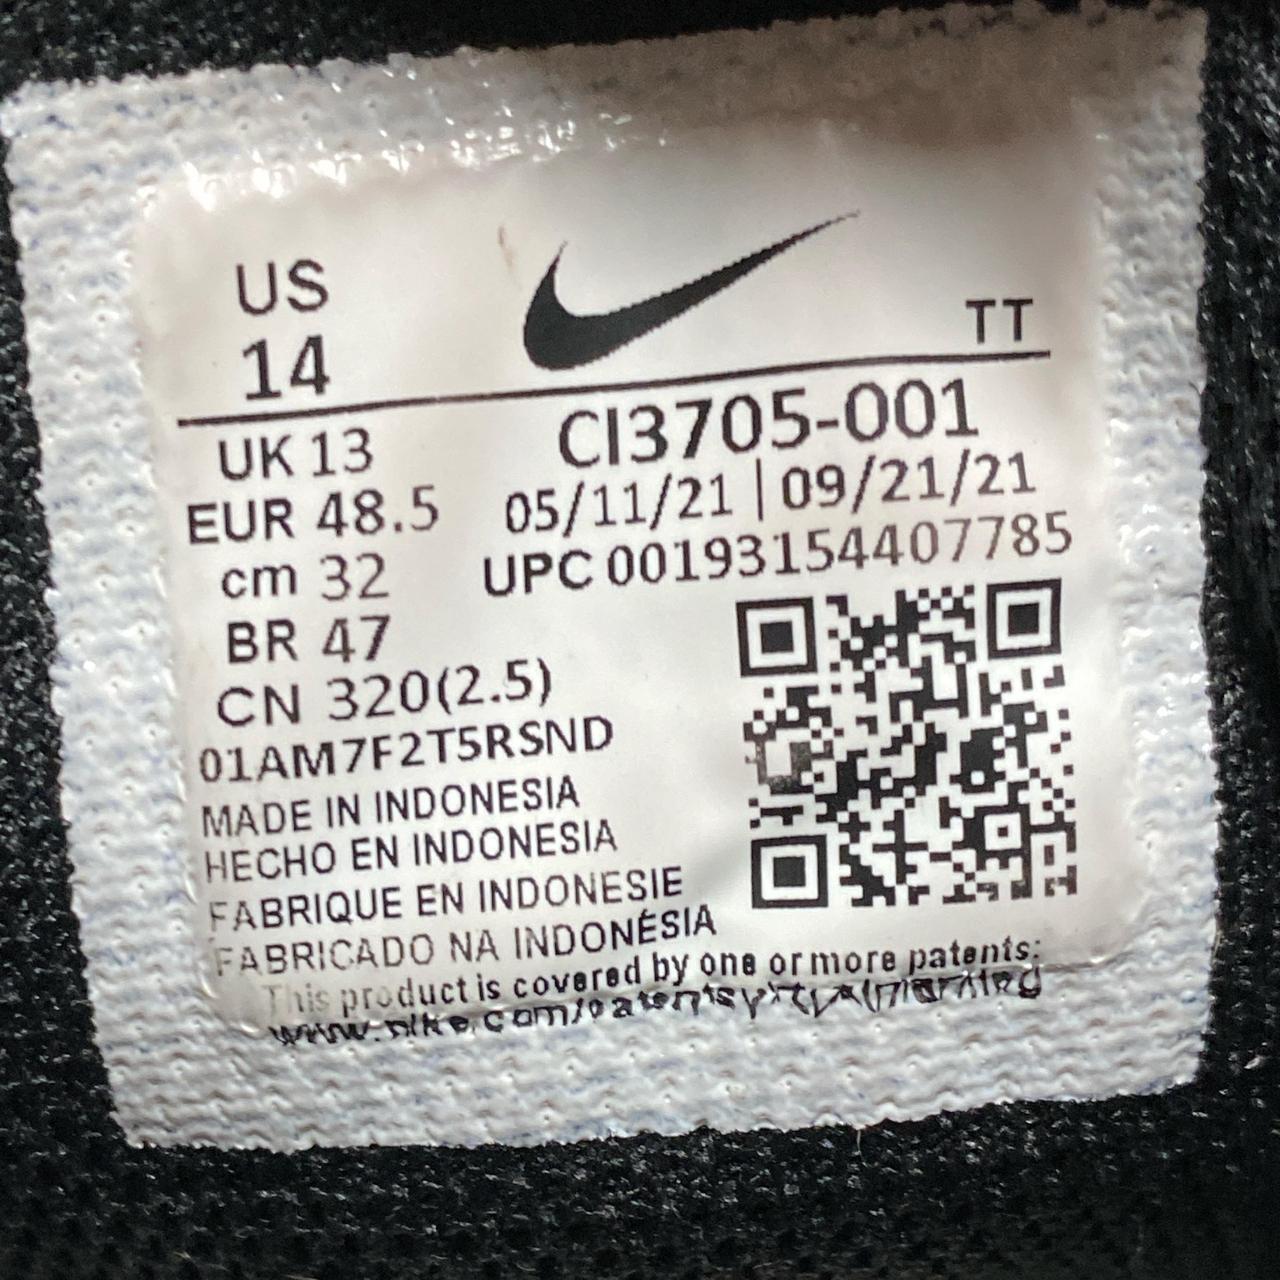 US
14
TT
UK 13
EUR 48.5
cm 32
BR 47
CN 320(2.5)
CI3705-001
05/11/21 | 09/21/21
UPC 00193154407785
01AM7F2T5RSND
MADE IN INDONESIA
HECHO EN INDONESIA
FABRIQUE EN INDONESIE
FABRICADO NA INDONÉSIA
This product is covered by one or more patents: